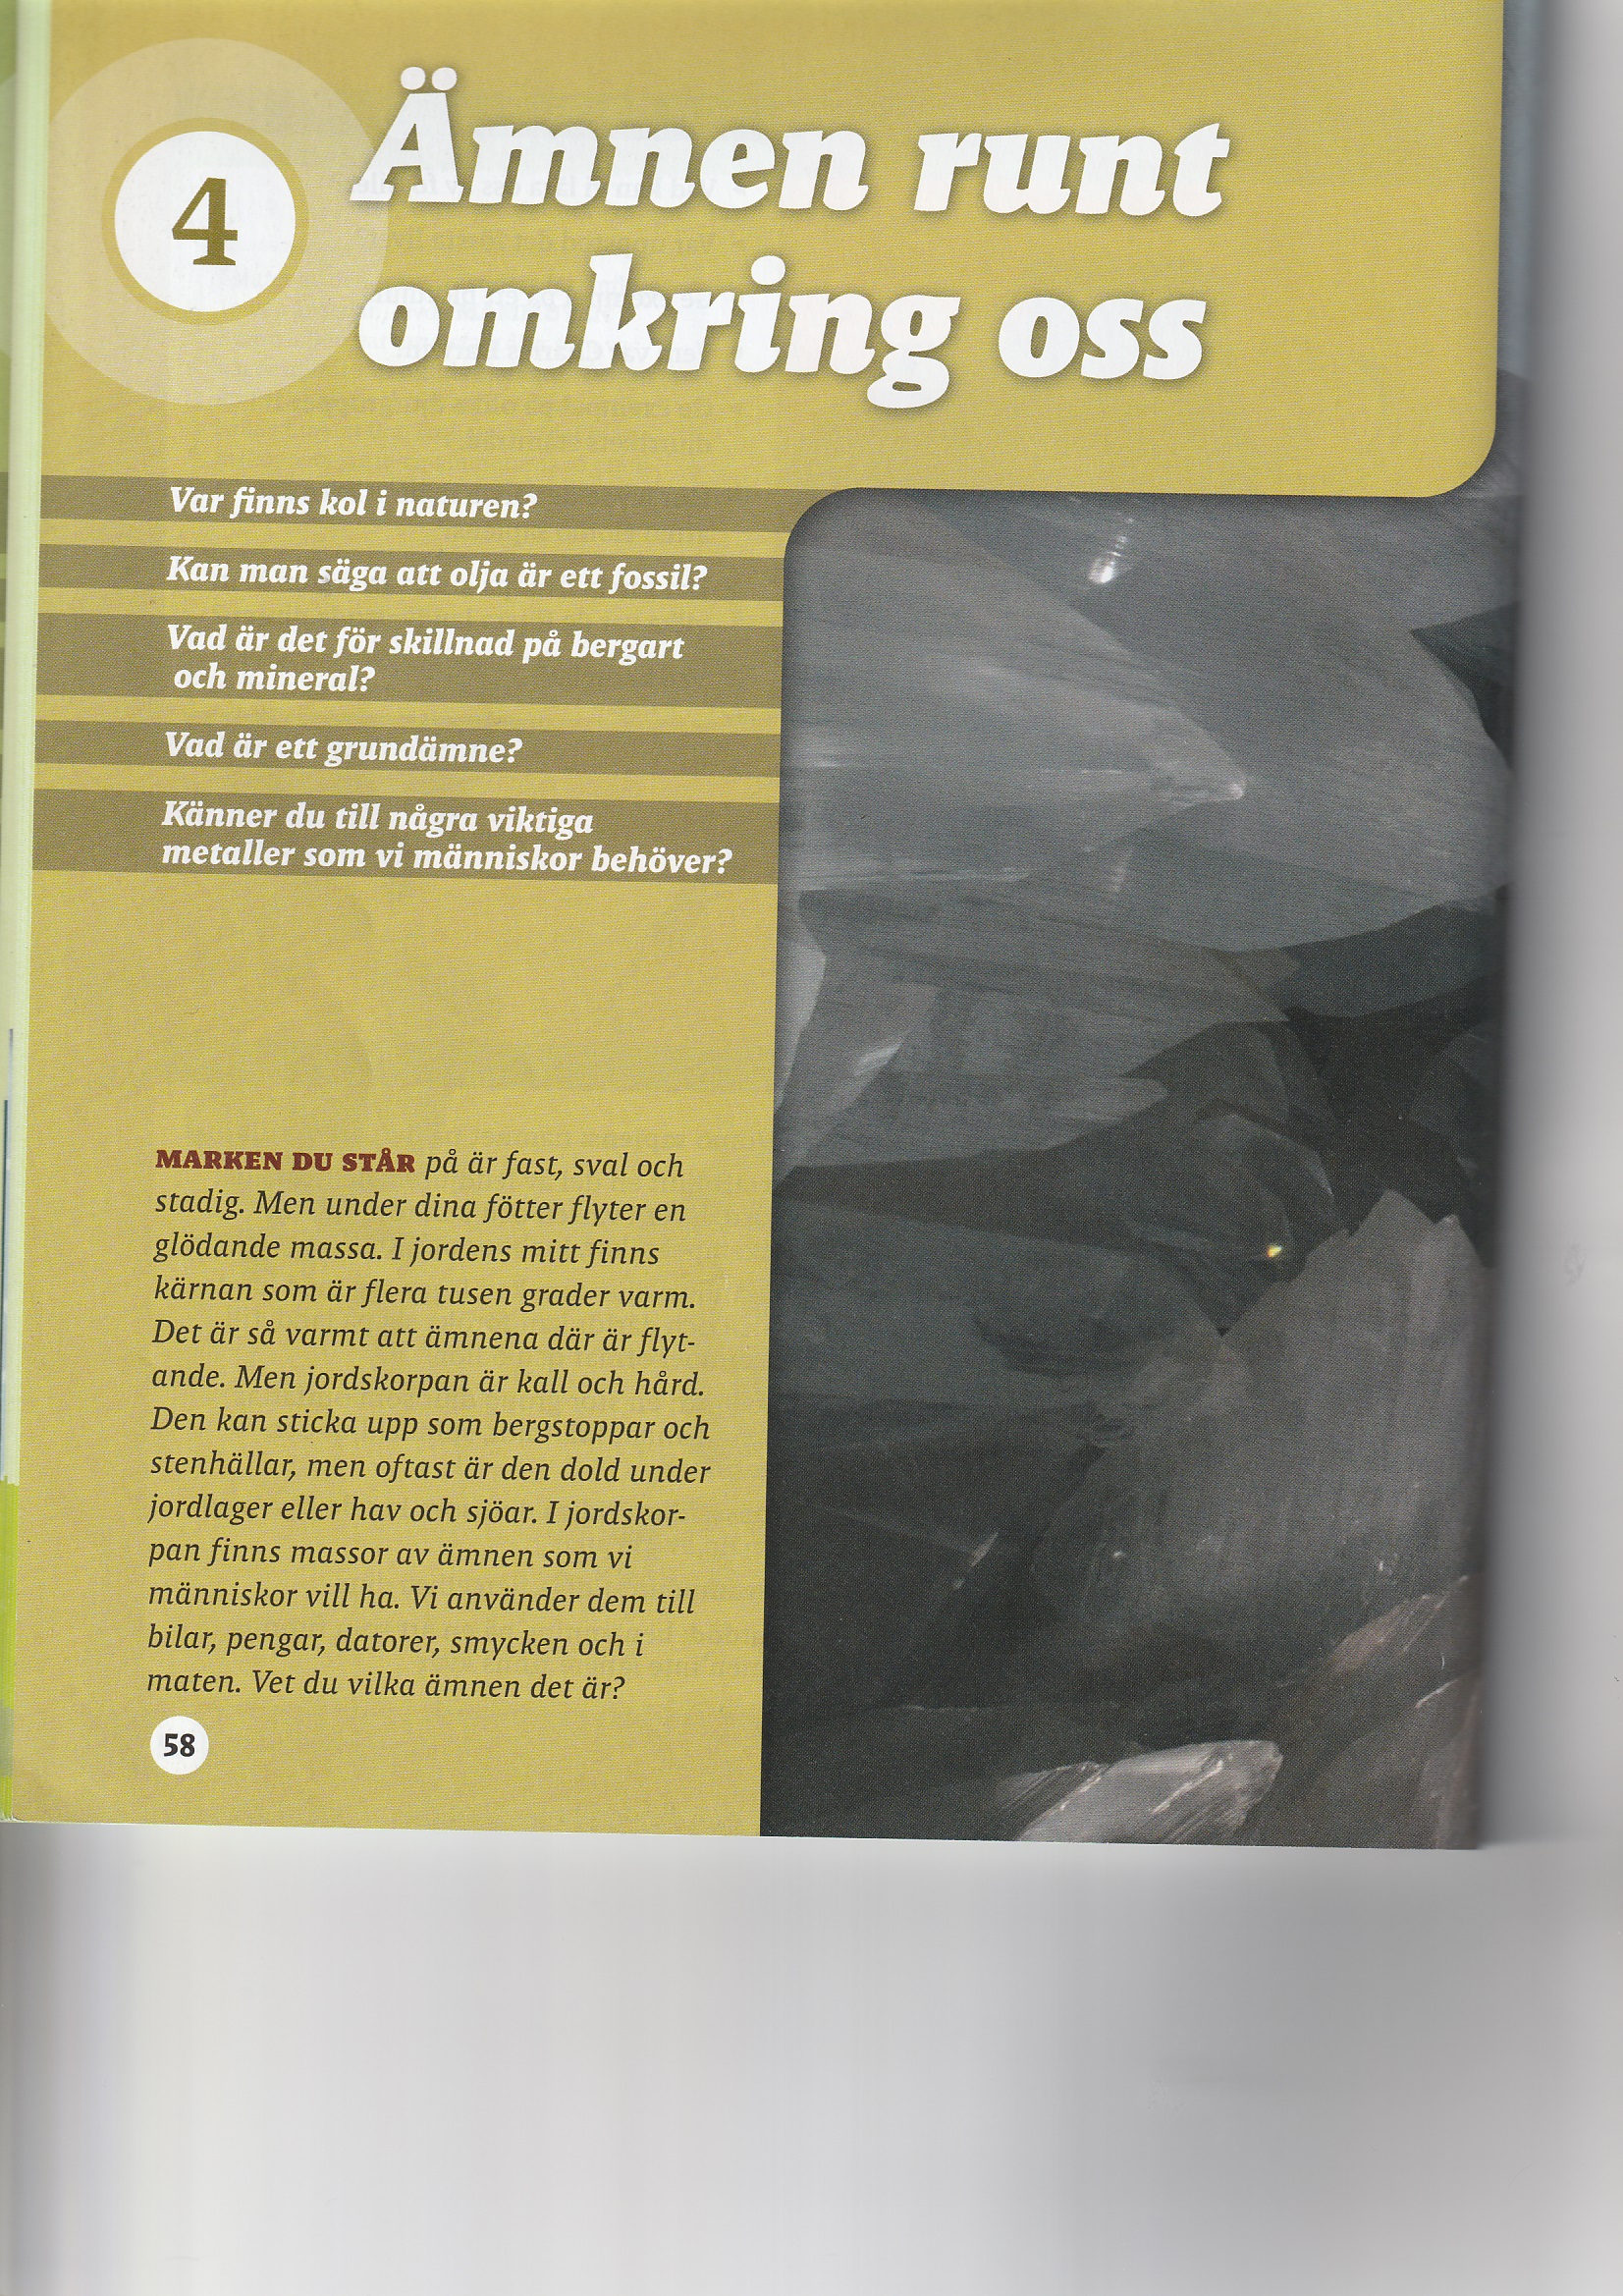 4
Ämnen runt
omkring oss
Var finns kol i naturen?
Kan man säga att olja är ett fossil?
Vad är det för skillnad på bergart
och mineral?
Vad är ett grundämne?
Känner du till några viktiga
metaller som vi människor behöver?
MARKEN DU STÅR på är fast, sval och
stadig. Men under dina fötter flyter en
glödande massa. I jordens mitt finns
kärnan som är flera tusen grader varm.
Det är så varmt att ämnena där är flyt-
ande. Men jordskorpan är kall och hård.
Den kan sticka upp som bergstoppar och
stenhällar, men oftast är den dold under
jordlager eller hav och sjöar. I jordskor-
pan finns massor av ämnen som vi
människor vill ha. Vi använder dem till
bilar, pengar, datorer, smycken och i
maten. Vet du vilka ämnen det är?
58